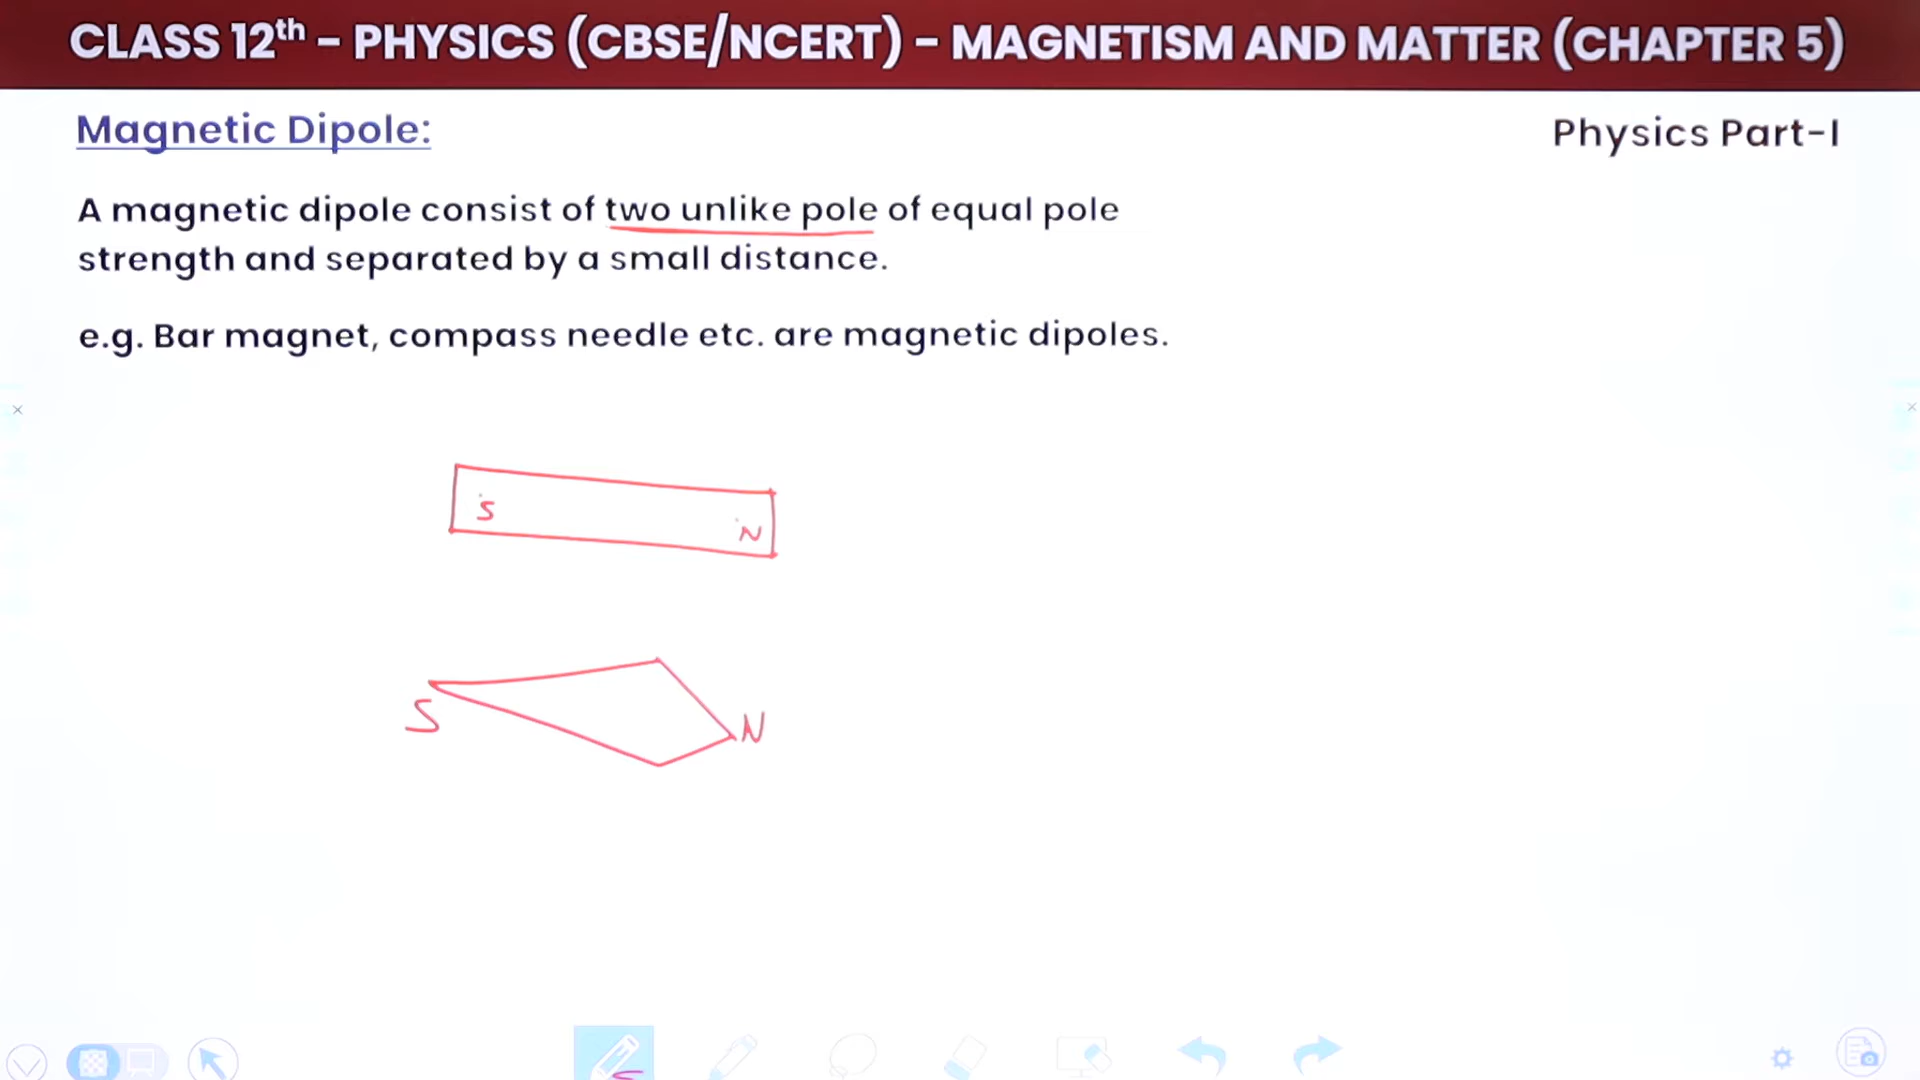 CLASS 12th - PHYSICS (CBSE/NCERT) - MAGNETISM AND MATTER (CHAPTER 5)
Magnetic Dipole:
Physics Part-I
A magnetic dipole consist of two unlike pole of equal pole
strength and separated by a small distance.
e.g. Bar magnet, compass needle etc. are magnetic dipoles.
S
N
S
N